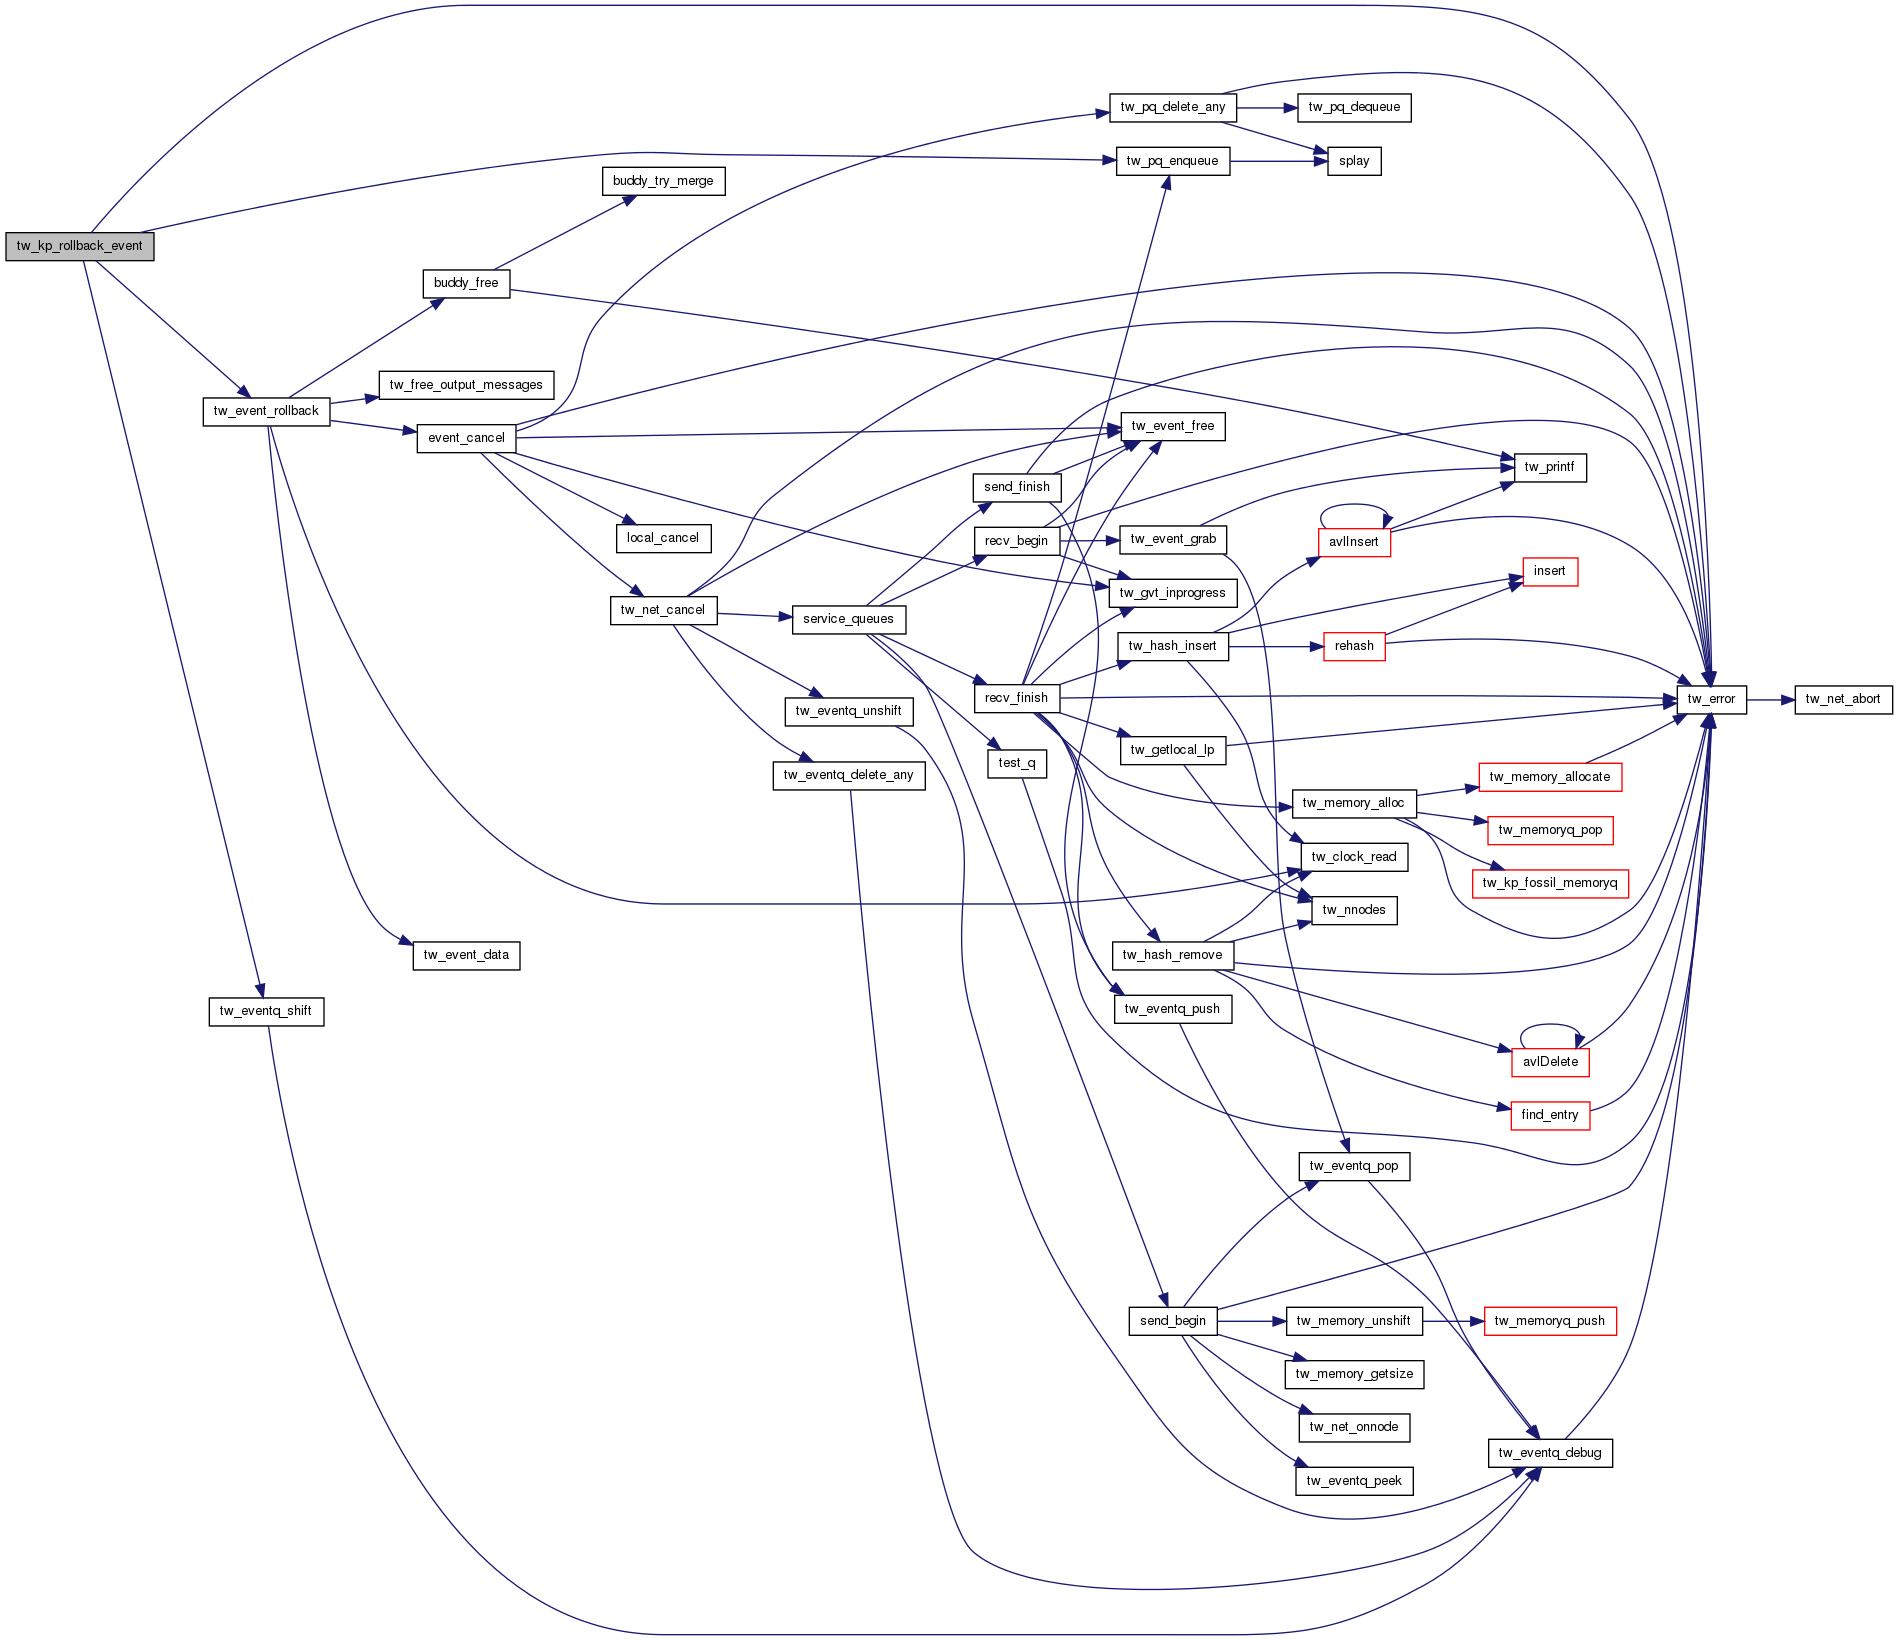 tw_kp_rollback_event
tw_event_rollback
tw_eventq_shift
buddy_free
tw_free_output_messages
event_cancel
tw_event_data
buddy_try_merge
local_cancel
tw_net_cancel
service_queues
tw_eventq_unshift
tw_eventq_delete_any
send_finish
recv_begin
recv_finish
test_q
tw_pq_delete_any
tw_pq_enqueue
tw_event_free
tw_event_grab
tw_gvt_inprogress
tw_hash_insert
tw_getlocal_lp
tw_hash_remove
tw_eventq_push
send_begin
tw_pq_dequeue
splay
avlInsert
rehash
tw_memory_alloc
tw_clock_read
tw_nnodes
tw_eventq_pop
tw_memory_unshift
tw_memory_getsize
tw_net_onnode
tw_eventq_peek
tw_printf
insert
tw_memory_allocate
tw_memoryq_pop
tw_kp_fossil_memoryq
avlDelete
find_entry
tw_memoryq_push
tw_eventq_debug
tw_error
tw_net_abort